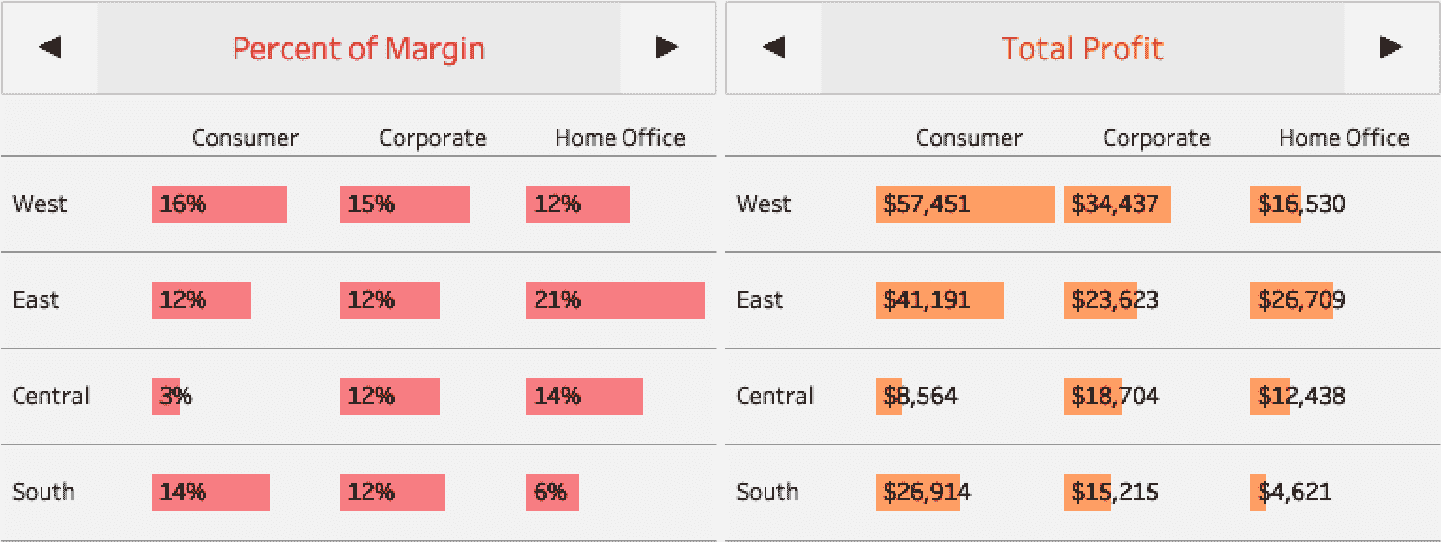 Percent of Margin
Consumer Corporate Home Office
West 16% 15% 12%
East 12% 12% 21%
Central 3% 12% 14%
South 14% 12% 6%
Total Profit
Consumer Corporate Home Office
West $57,451 $34,437 $16,530
East $41,191 $23,623 $26,709
Central $8,564 $18,704 $12,438
South $26,914 $15,215 $4,621